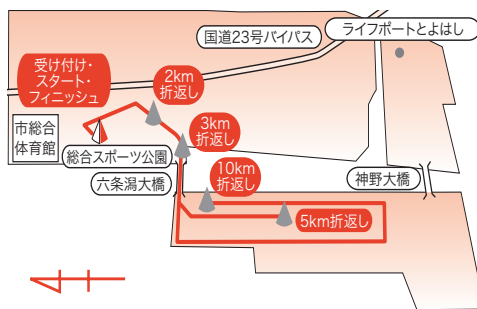 国道23号バイパス
ライフポートとよはし
受け付け・
スタート・
フィニッシュ
2km
折返し
市総合
体育館
3km
折返し
総合スポーツ公園
六条潟大橋
10km
折返し
神野大橋
5km折返し